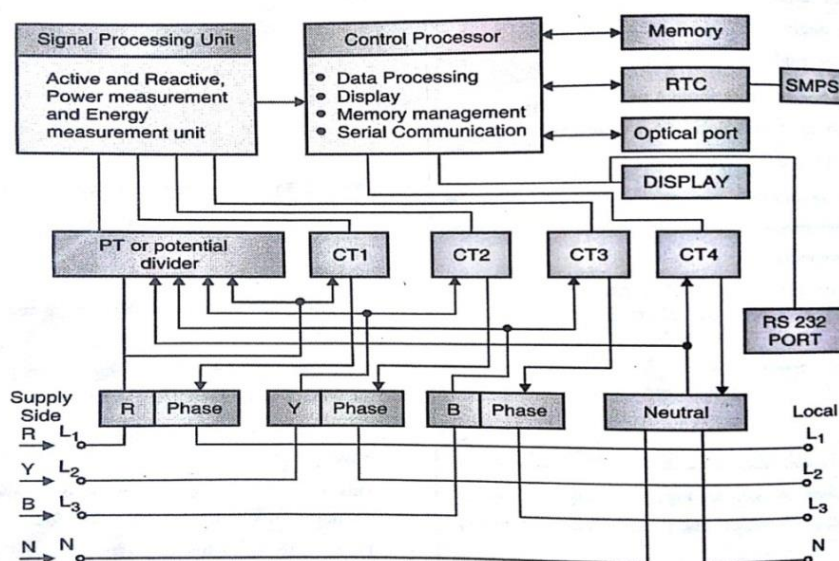 Signal Processing Unit
Active and Reactive,
Power measurement
and Energy
measurement unit
Control Processor
Data Processing
Display
Memory management
Serial Communication
Memory
RTC
SMPS
Optical port
DISPLAY
PT or potential
divider
CT1
CT2
CT3
CT4
RS 232
PORT
R Phase
Y Phase
B Phase
Neutral
Supply
Side
Local
R L1
L1
Y L2
L2
B L3
L3
N N
N